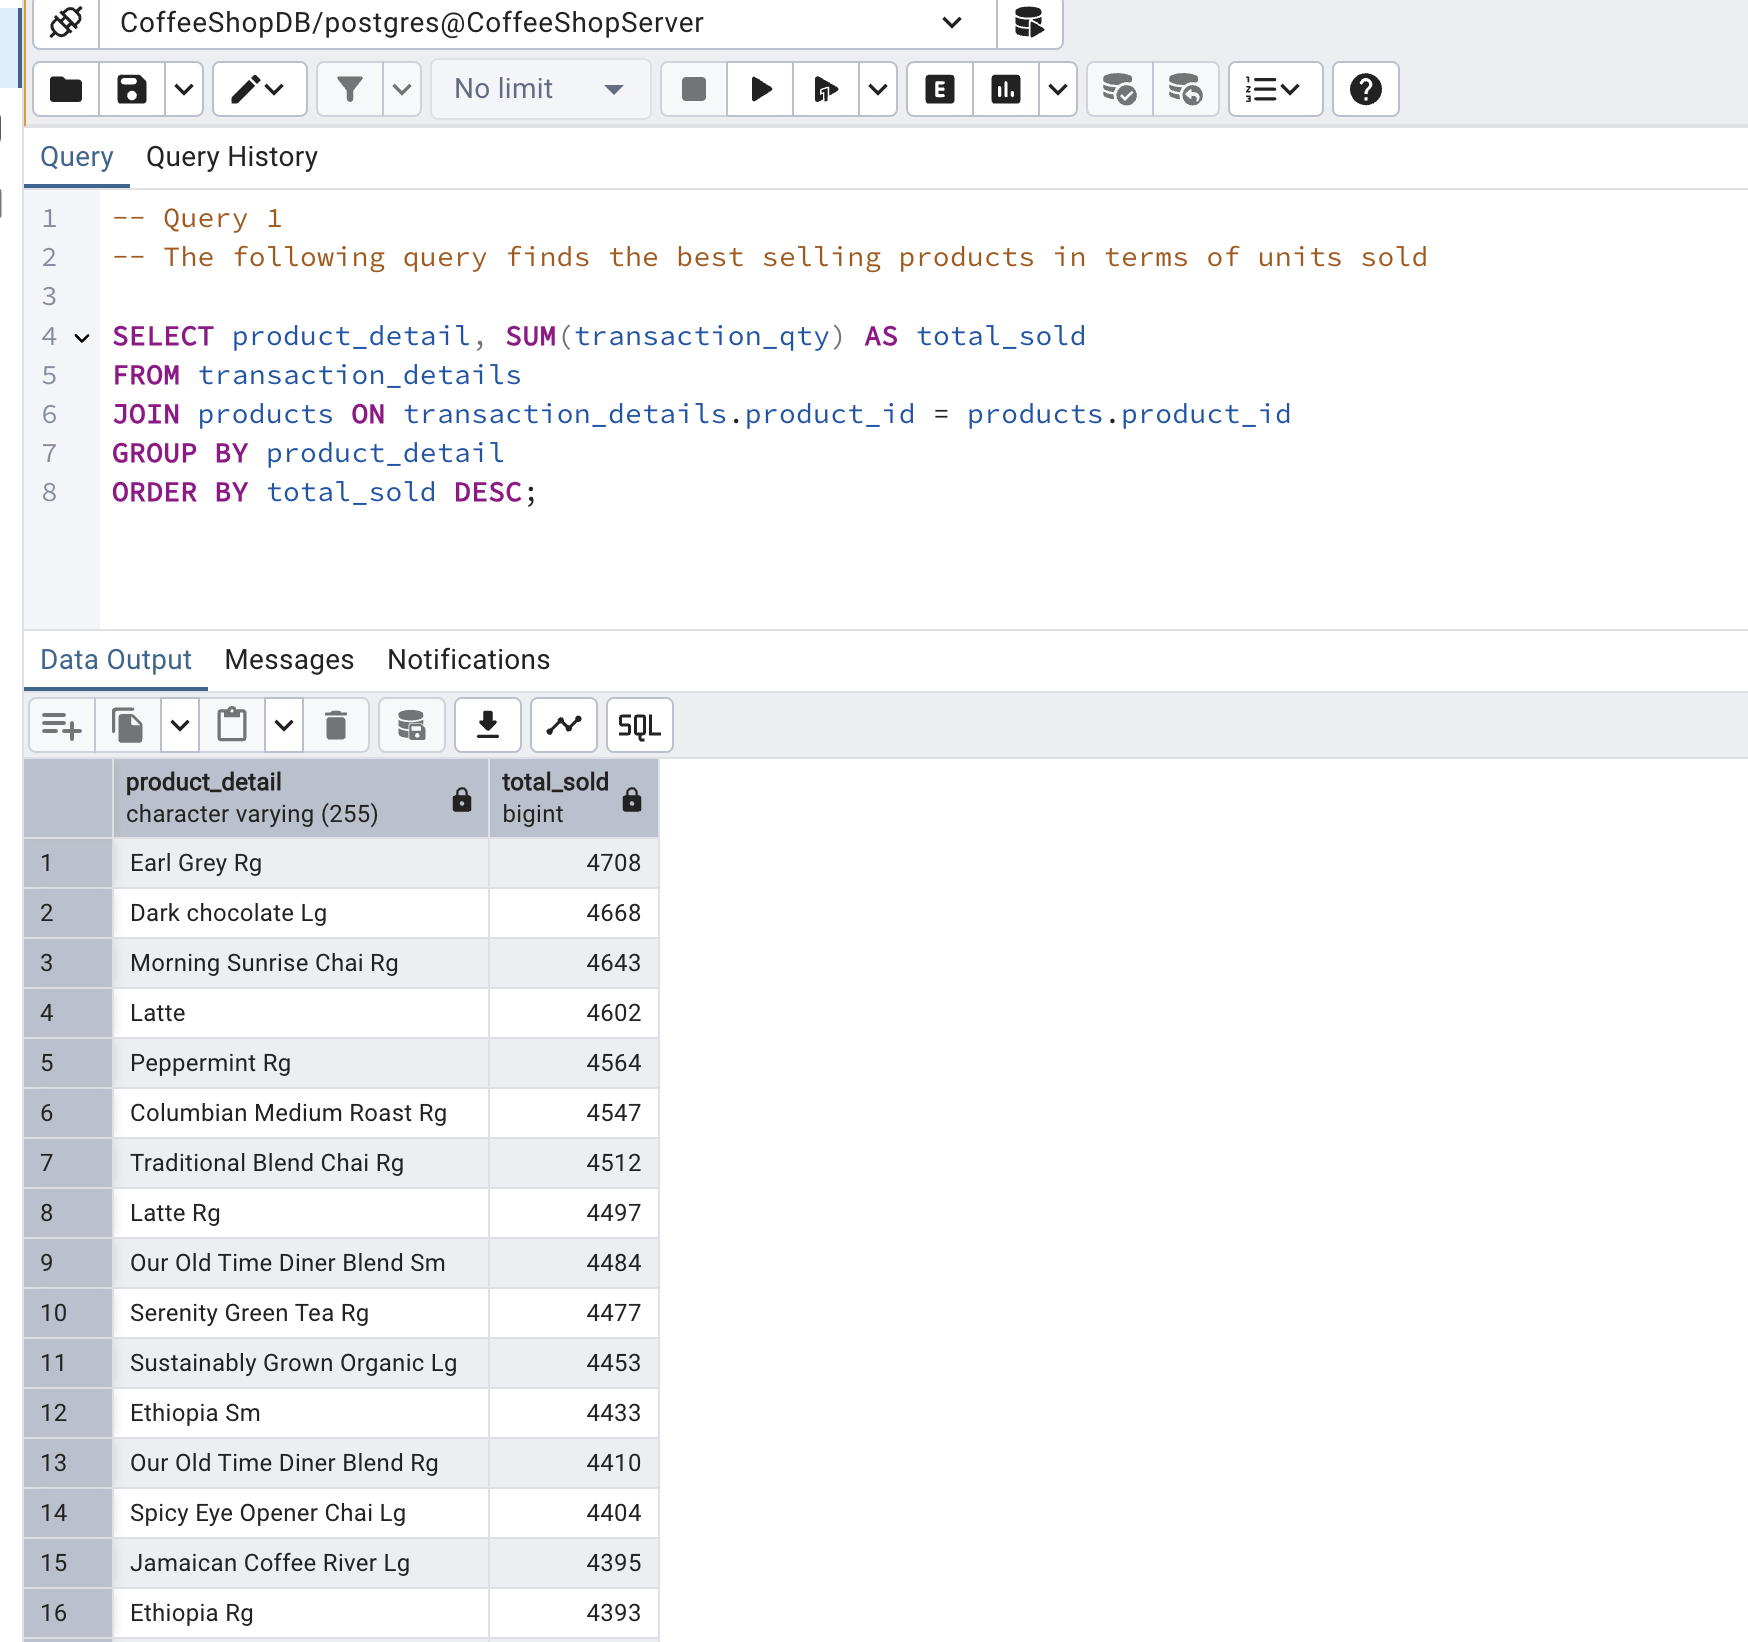 CoffeeShopDB/postgres@CoffeeShopServer
No limit
E
Query Query History
1 -- Query 1
2 -- The following query finds the best selling products in terms of units sold
3
4 SELECT product_detail, SUM(transaction_qty) AS total_sold
5 FROM transaction_details
6 JOIN products ON transaction_details.product_id = products.product_id
7 GROUP BY product_detail
8 ORDER BY total_sold DESC;
Data Output Messages Notifications
SQL
product_detail total_sold
character varying (255) bigint
1 Earl Grey Rg 4708
2 Dark chocolate Lg 4668
3 Morning Sunrise Chai Rg 4643
4 Latte 4602
5 Peppermint Rg 4564
6 Columbian Medium Roast Rg 4547
7 Traditional Blend Chai Rg 4512
8 Latte Rg 4497
9 Our Old Time Diner Blend Sm 4484
10 Serenity Green Tea Rg 4477
11 Sustainably Grown Organic Lg 4453
12 Ethiopia Sm 4433
13 Our Old Time Diner Blend Rg 4410
14 Spicy Eye Opener Chai Lg 4404
15 Jamaican Coffee River Lg 4395
16 Ethiopia Rg 4393